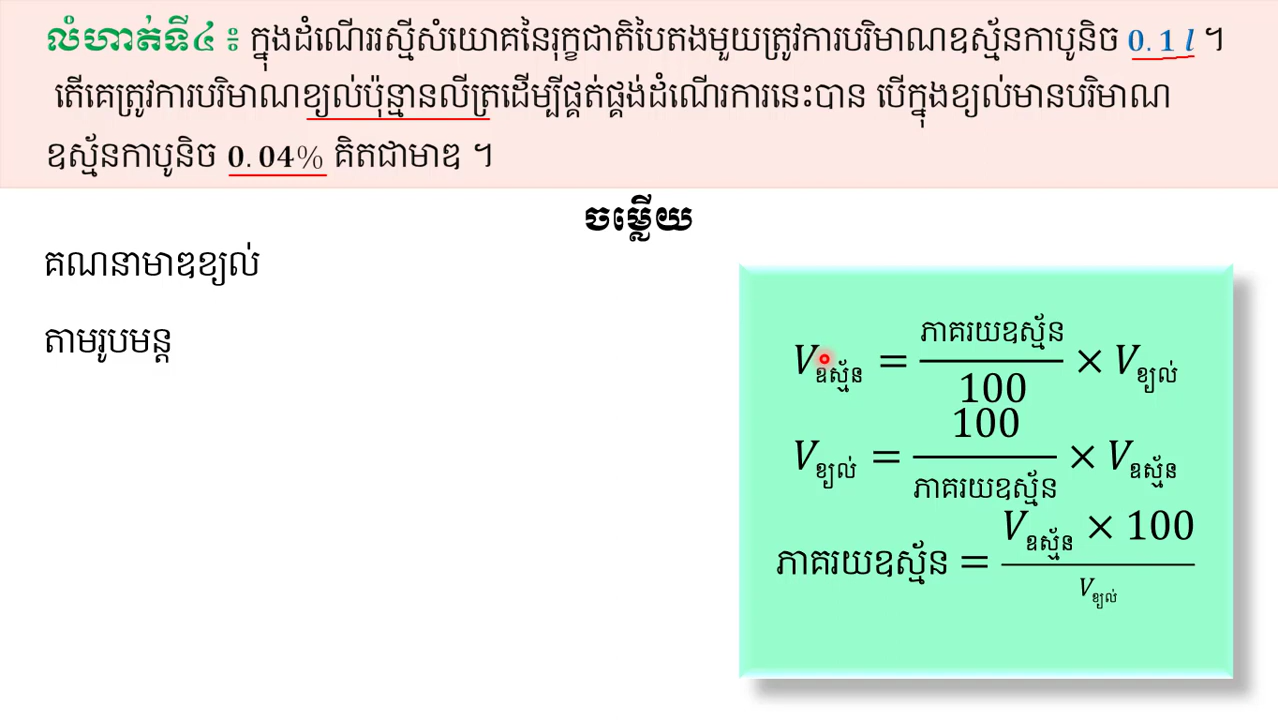 លំហាត់ទី៤ ៖ ក្នុងដំណើររស្មីសំយោគនៃរុក្ខជាតិបៃតងមួយត្រូវការបរិមាណឧស្ម័នកាបូនិច 0.1 l ។
តើគេត្រូវការបរិមាណខ្យល់ប៉ុន្មានលីត្រដើម្បីផ្គត់ផ្គង់ដំណើរការនេះបាន បើក្នុងខ្យល់មានបរិមាណ
ឧស្ម័នកាបូនិច 0.04% គិតជាមាឌ ។
ចម្លើយ
គណនាមាឌខ្យល់
តាមរូបមន្ត
V ឧស្ម័ន = ភាគរយឧស្ម័ន / 100 × V ខ្យល់
V ខ្យល់ = 100 / ភាគរយឧស្ម័ន × V ឧស្ម័ន
ភាគរយឧស្ម័ន = V ឧស្ម័ន × 100 / V ខ្យល់